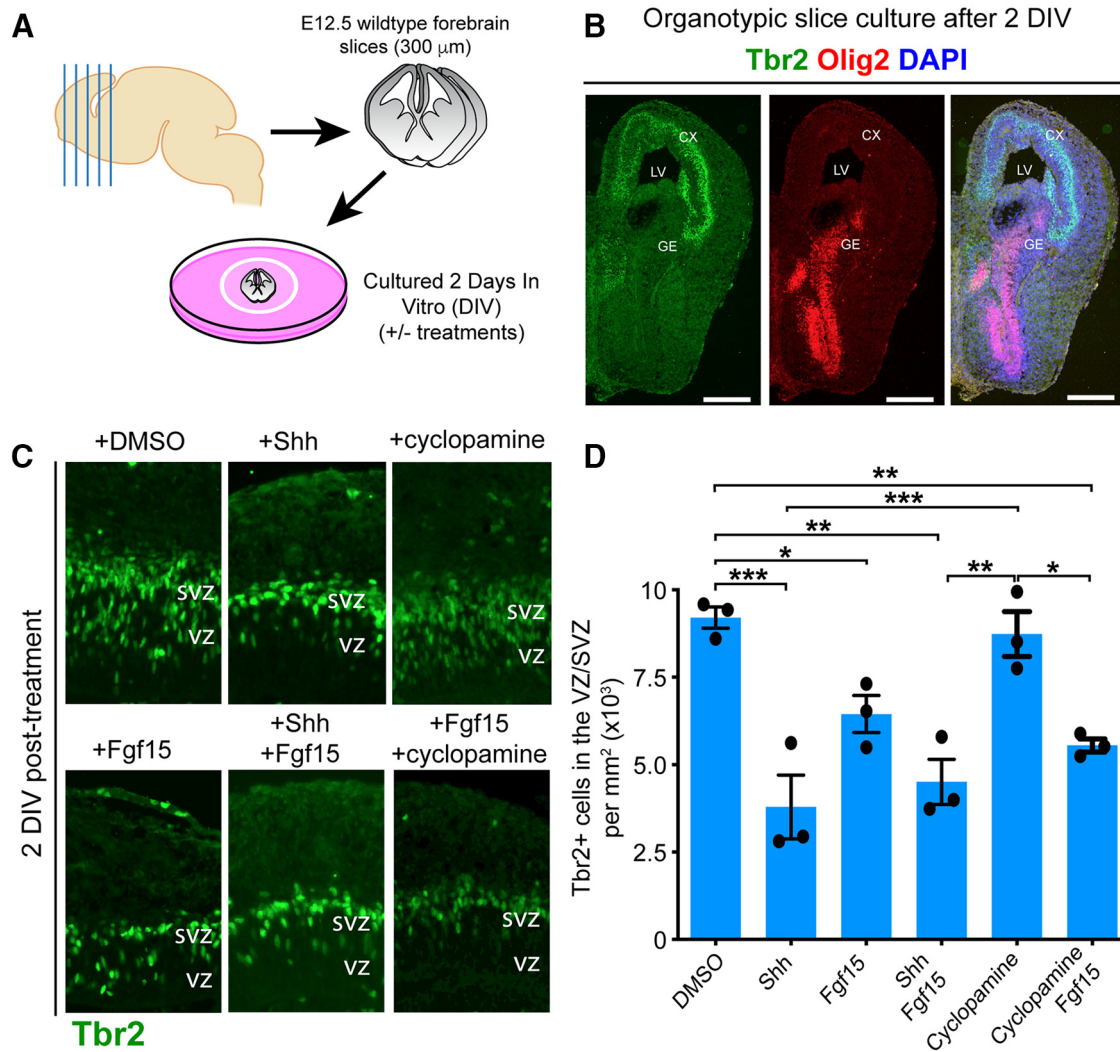 A
E12.5 wildtype forebrain
slices (300 μm)
Cultured 2 Days In
Vitro (DIV)
(+/- treatments)
B
Organotypic slice culture after 2 DIV
Tbr2 Olig2 DAPI
CX
LV
GE
CX
LV
GE
CX
LV
GE
C
2 DIV post-treatment
+DMSO
+Shh
+cyclopamine
SVZ
VZ
SVZ
VZ
SVZ
VZ
+Fgf15
+Shh
+Fgf15
+Fgf15
+cyclopamine
SVZ
VZ
SVZ
VZ
SVZ
VZ
Tbr2
D
**
***
**
*
***
**
*
Tbr2+ cells in the VZ/SVZ
per mm² (x10³)
10
7.5
5.0
2.5
0
DMSO
Shh
Fgf15
Shh
Fgf15
Cyclopamine
Cyclopamine
Fgf15